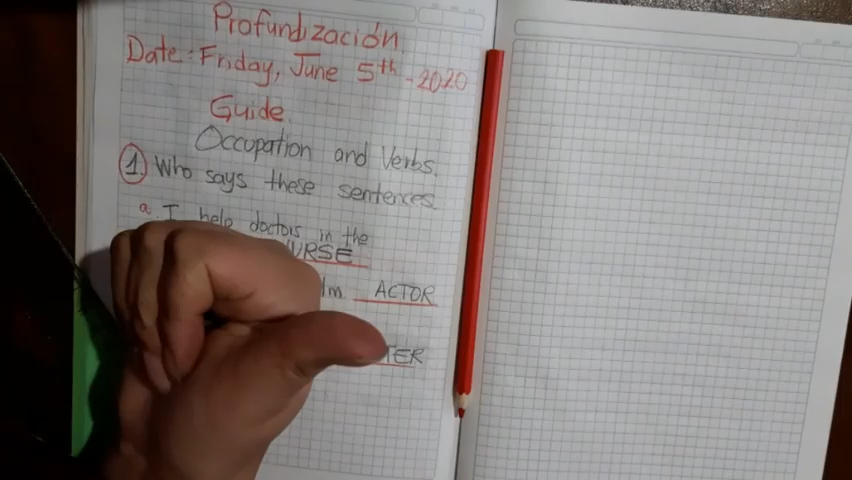 Profundización.
Date: Friday, June 5th - 2020
Guide.
Occupation and Verbs.
1. Who says these sentences.
a. I help doctors in the
ACTOR